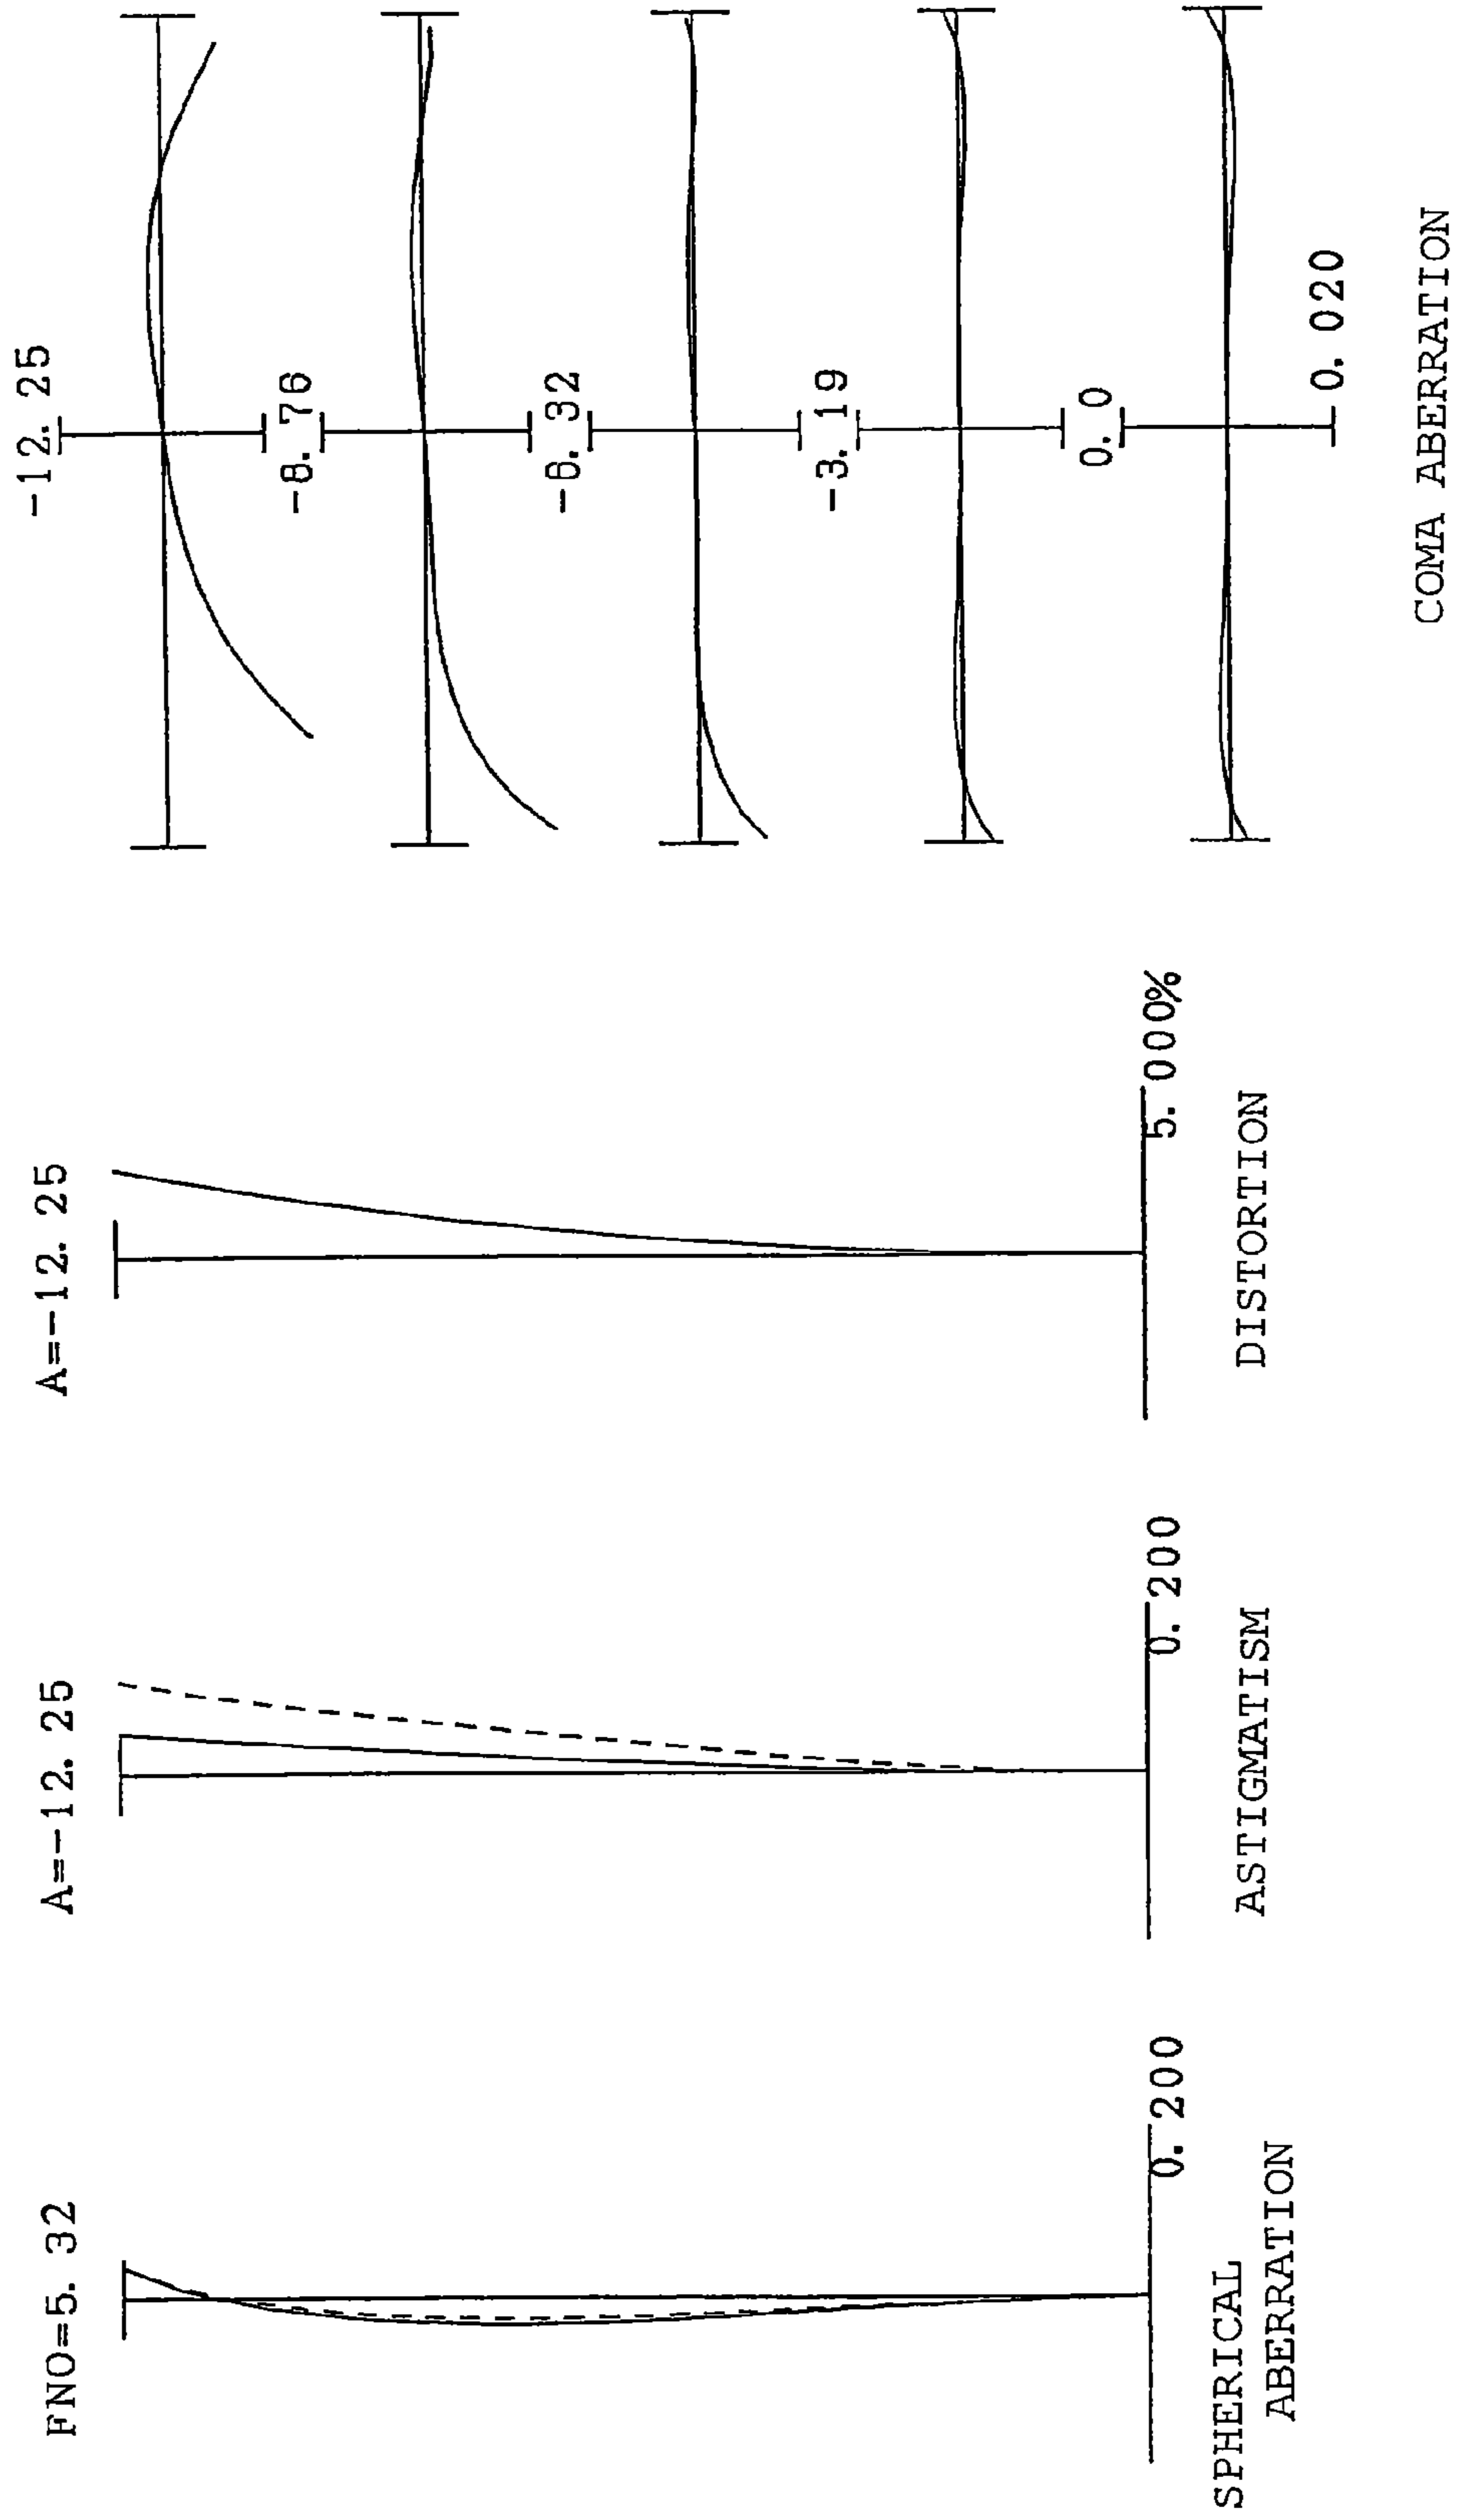 FNO=5.32
0.200
SPHERICAL
ABERRATION
A=-12.25
0.200
ASTIGMATISM
A=-12.25
5.000%
DISTORTION
-12.25
-8.76
-8.32
-3.19
0.0
0.020
COMA ABERRATION